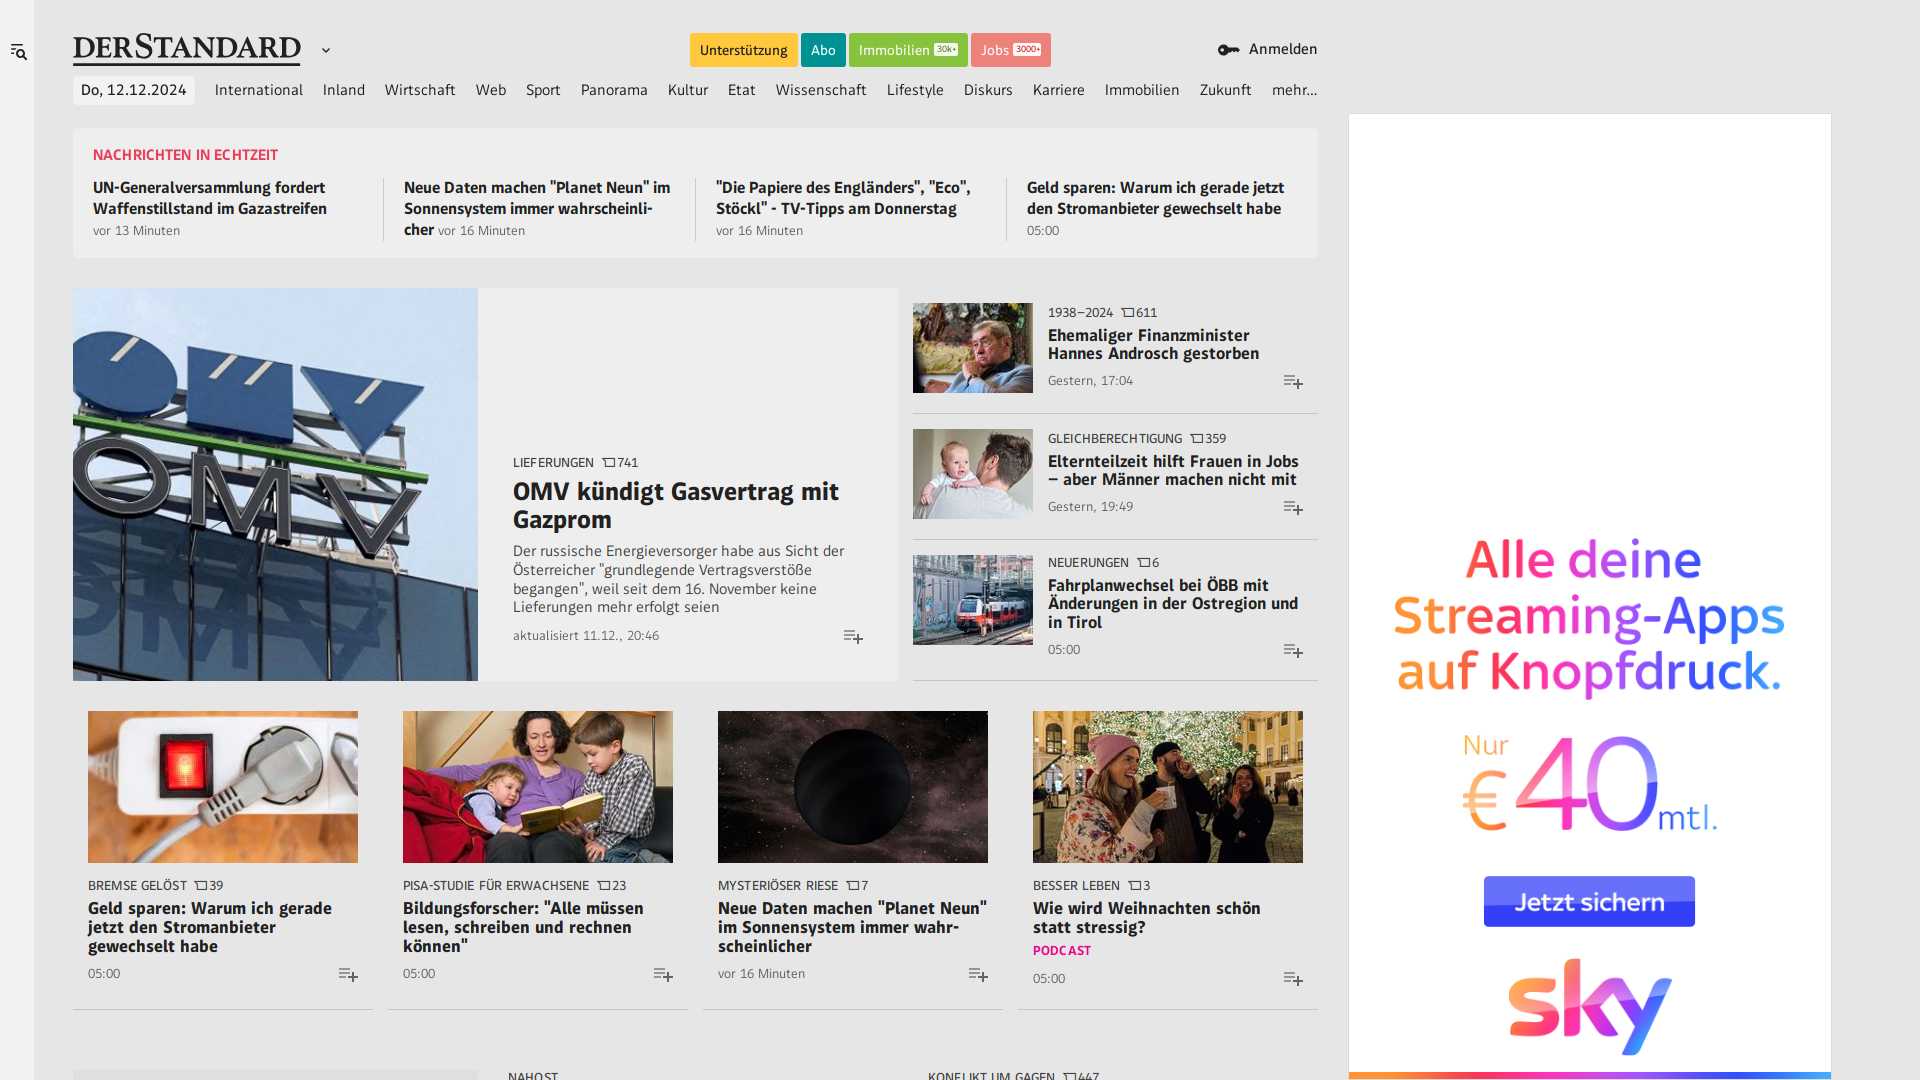 DERSTANDARD
Unterstützung
Abo
Immobilien 30k+
Jobs 3000+
Anmelden
Do, 12.12.2024
International
Inland
Wirtschaft
Web
Sport
Panorama
Kultur
Etat
Wissenschaft
Lifestyle
Diskurs
Karriere
Immobilien
Zukunft
mehr...
NACHRICHTEN IN ECHTZEIT
UN-Generalversammlung fordert
Waffenstillstand im Gazastreifen
vor 13 Minuten
Neue Daten machen "Planet Neun" im
Sonnensystem immer wahrscheinli-
cher vor 16 Minuten
"Die Papiere des Engländers", "Eco",
Stöckl" - TV-Tipps am Donnerstag
vor 16 Minuten
Geld sparen: Warum ich gerade jetzt
den Stromanbieter gewechselt habe
05:00
OMV
LIEFERUNGEN 741
OMV kündigt Gasvertrag mit
Gazprom
Der russische Energieversorger habe aus Sicht der
Österreicher "grundlegende Vertragsverstöße
begangen", weil seit dem 16. November keine
Lieferungen mehr erfolgt seien
aktualisiert 11.12., 20:46
1938–2024 611
Ehemaliger Finanzminister
Hannes Androsch gestorben
Gestern, 17:04
GLEICHBERECHTIGUNG 359
Elternteilzeit hilft Frauen in Jobs
– aber Männer machen nicht mit
Gestern, 19:49
NEUERUNGEN 6
Fahrplanwechsel bei ÖBB mit
Änderungen in der Ostregion und
in Tirol
05:00
BREMSE GELÖST 39
Geld sparen: Warum ich gerade
jetzt den Stromanbieter
gewechselt habe
05:00
PISA-STUDIE FÜR ERWACHSENE 23
Bildungsforscher: "Alle müssen
lesen, schreiben und rechnen
können"
05:00
MYSTERIÖSER RIESE 7
Neue Daten machen "Planet Neun"
im Sonnensystem immer wahr-
scheinlicher
vor 16 Minuten
BESSER LEBEN 3
Wie wird Weihnachten schön
statt stressig?
PODCAST
05:00
NAHOST
KONFLIKT UM GAGEN 447
Alle deine
Streaming-Apps
auf Knopfdruck.
Nur
€40 mtl.
Jetzt sichern
sky